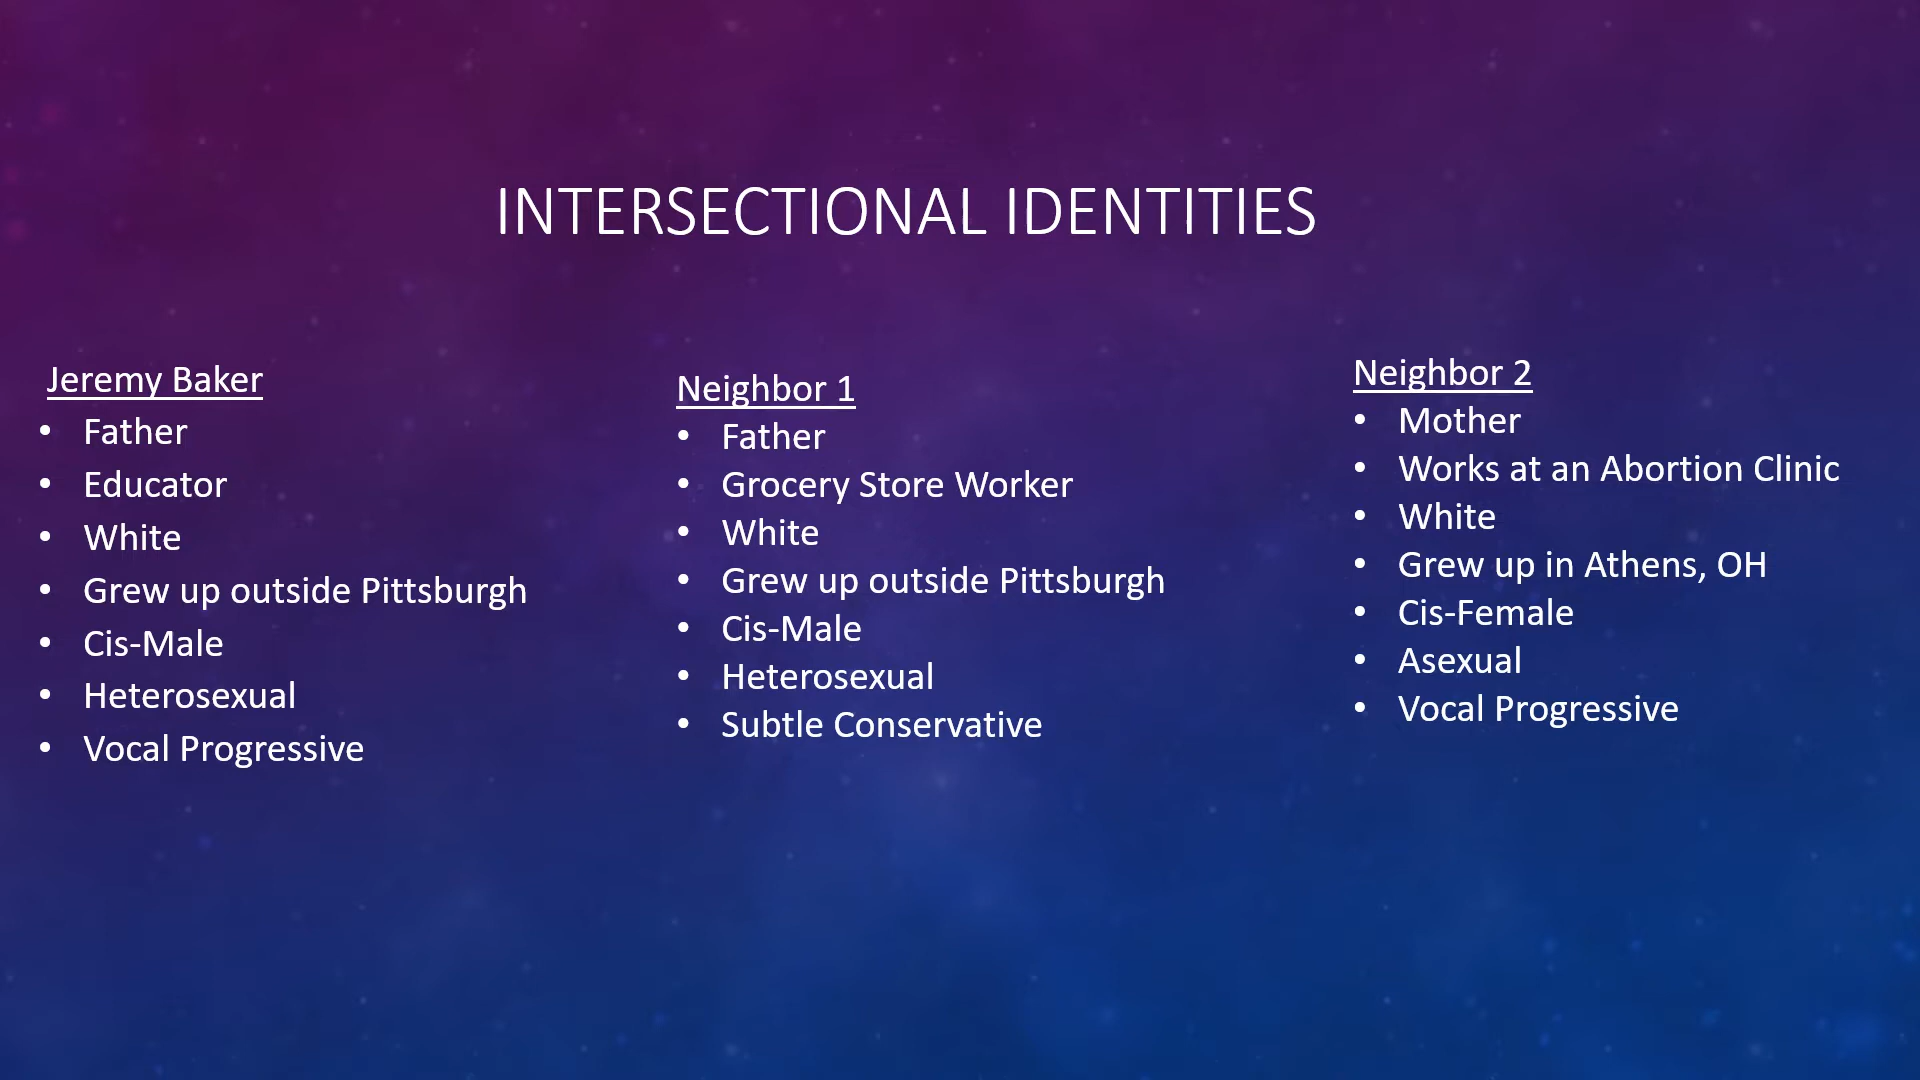 INTERSECTIONAL IDENTITIES
Jeremy Baker
• Father
• Educator
• White
• Grew up outside Pittsburgh
• Cis-Male
• Heterosexual
• Vocal Progressive
Neighbor 1
• Father
• Grocery Store Worker
• White
• Grew up outside Pittsburgh
• Cis-Male
• Heterosexual
• Subtle Conservative
Neighbor 2
• Mother
• Works at an Abortion Clinic
• White
• Grew up in Athens, OH
• Cis-Female
• Asexual
• Vocal Progressive